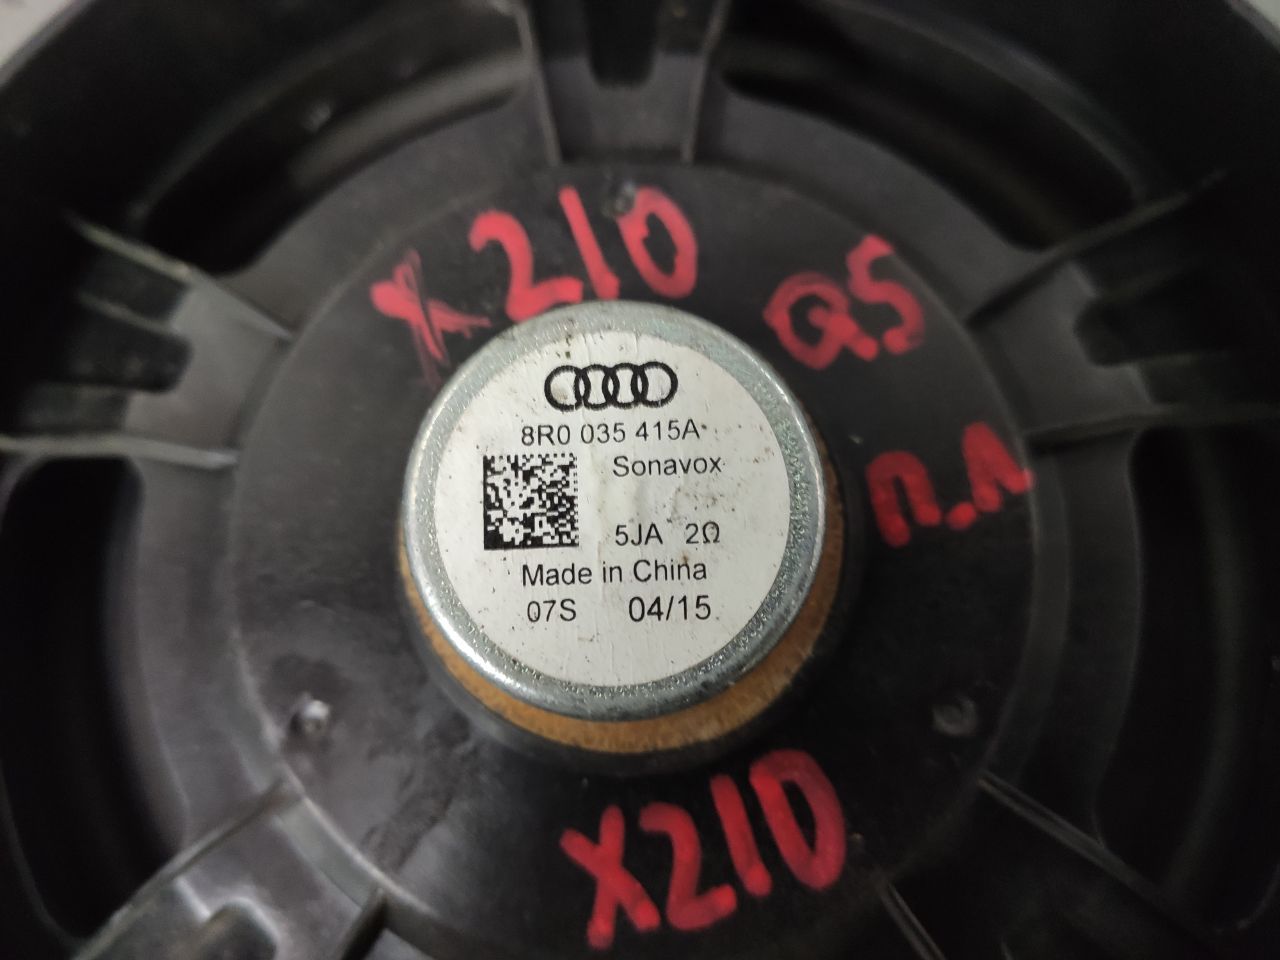 X210
Q5
П.Л
8R0 035 415A
Sonavox
5JA 2Ω
Made in China
07S 04/15
X210